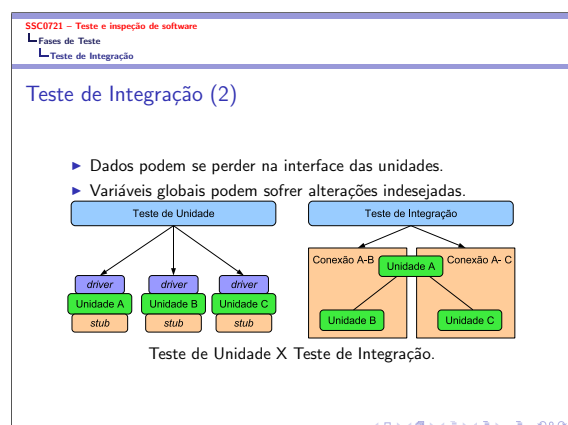 SSC0721 – Teste e inspeção de software
Fases de Teste
Teste de Integração
Teste de Integração (2)
Dados podem se perder na interface das unidades.
Variáveis globais podem sofrer alterações indesejadas.
Teste de Unidade
driver driver driver
Unidade A Unidade B Unidade C
stub stub stub
Teste de Integração
Conexão A-B Conexão A- C
Unidade A
Unidade B Unidade C
Teste de Unidade X Teste de Integração.